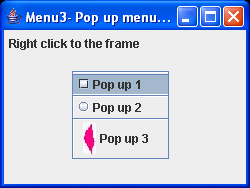 Menu3- Pop up menu...
Right click to the frame
Pop up 1
Pop up 2
Pop up 3